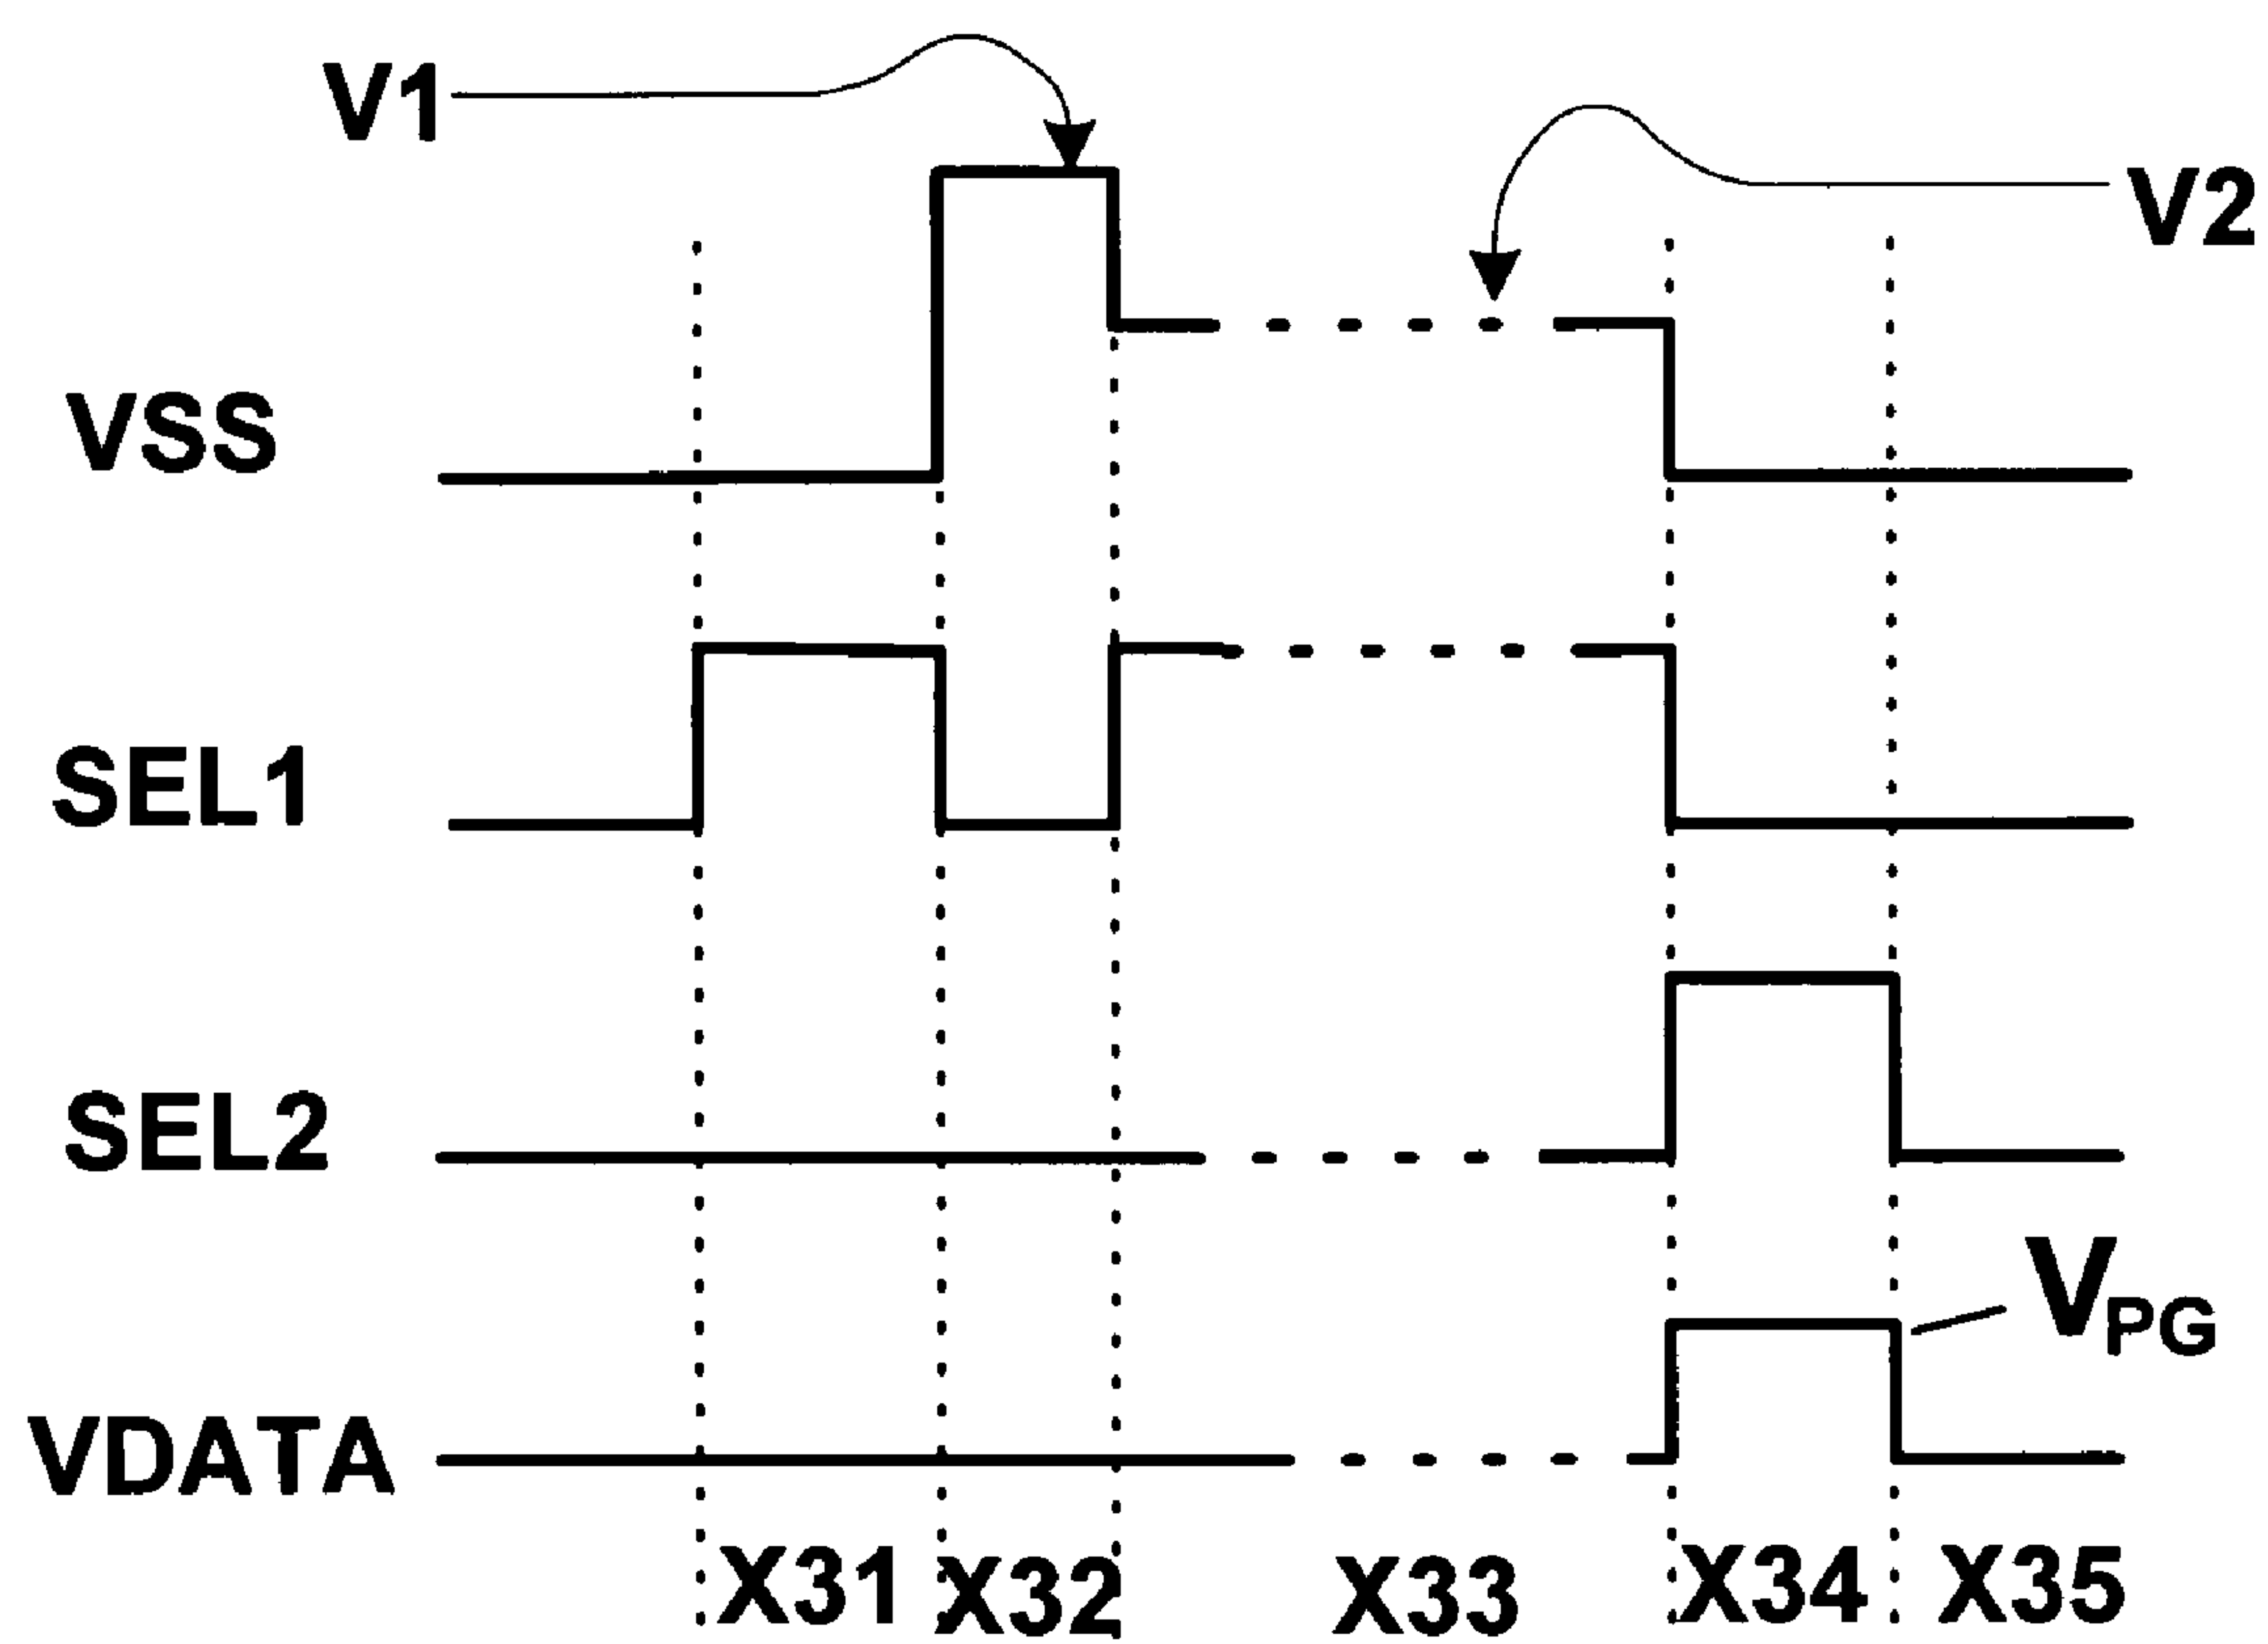 V1
V2
VSS
SEL1
SEL2
VPG
VDATA
X31 X32 X33 X34 X35